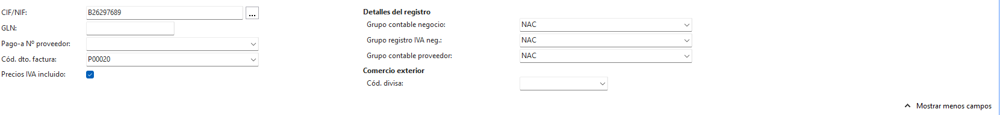 CIF/NIF: B26297689 ...
GLN:
Pago-a Nº proveedor:
Cód. dto. factura: P00020
Precios IVA incluido:
Detalles del registro
Grupo contable negocio: NAC
Grupo registro IVA neg.: NAC
Grupo contable proveedor: NAC
Comercio exterior
Cód. divisa:
Mostrar menos campos